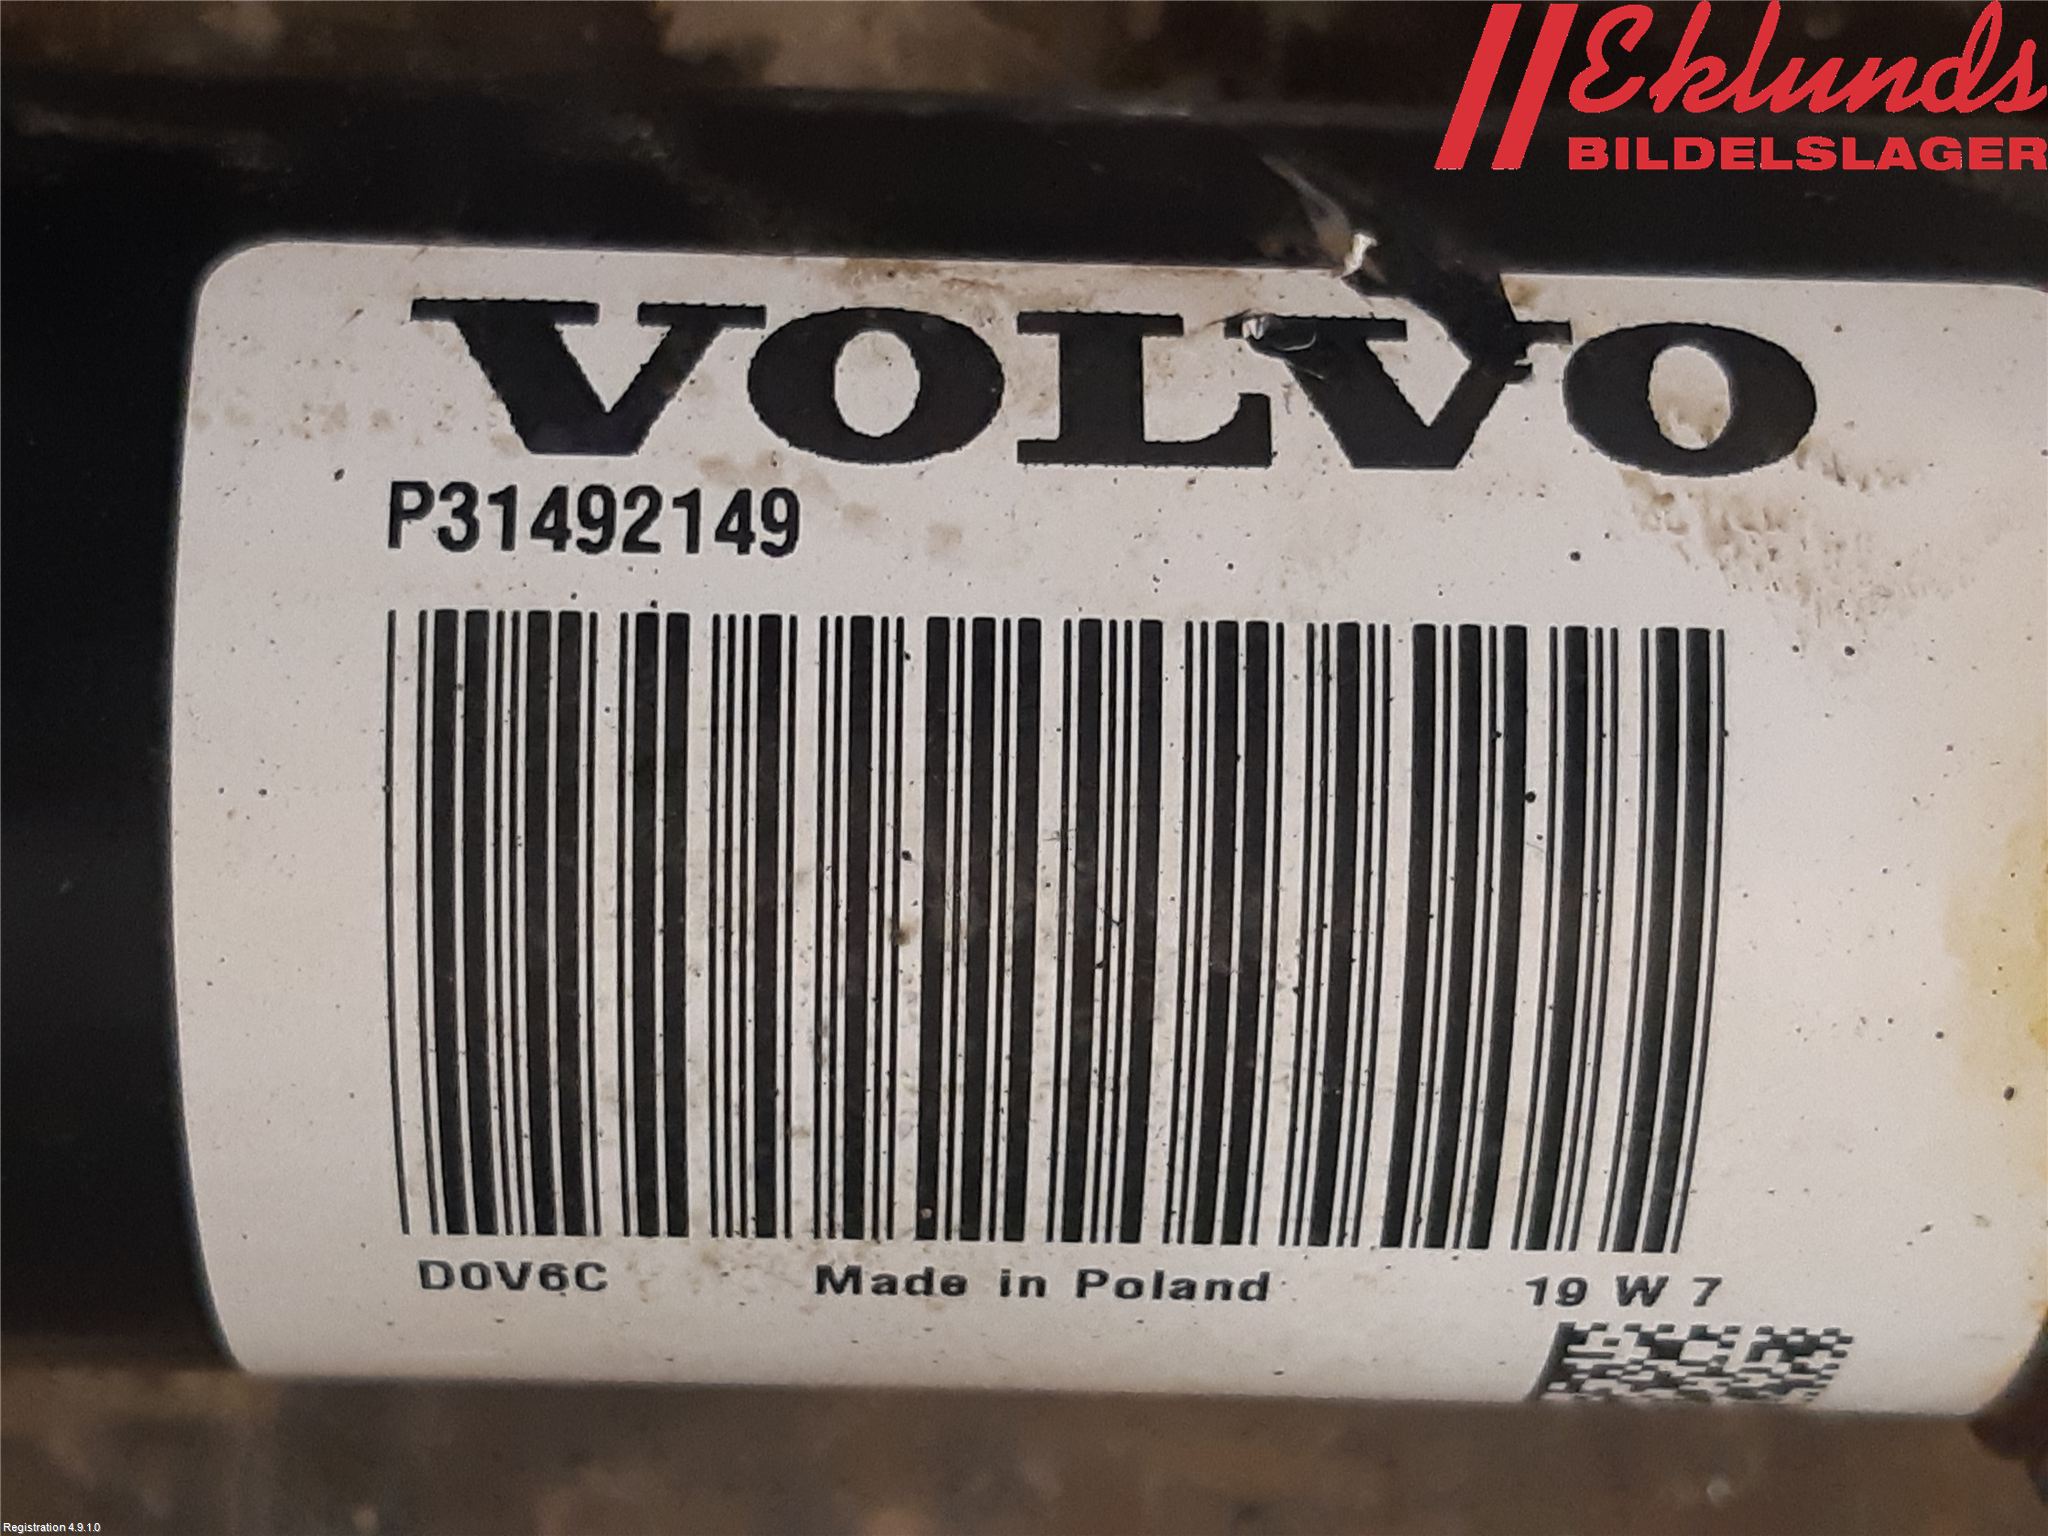 Eklunds
BILDELSLAGER
VOLVO
P31492149
D0V6C Made in Poland 19 W 7
Registration 4.9.1.0